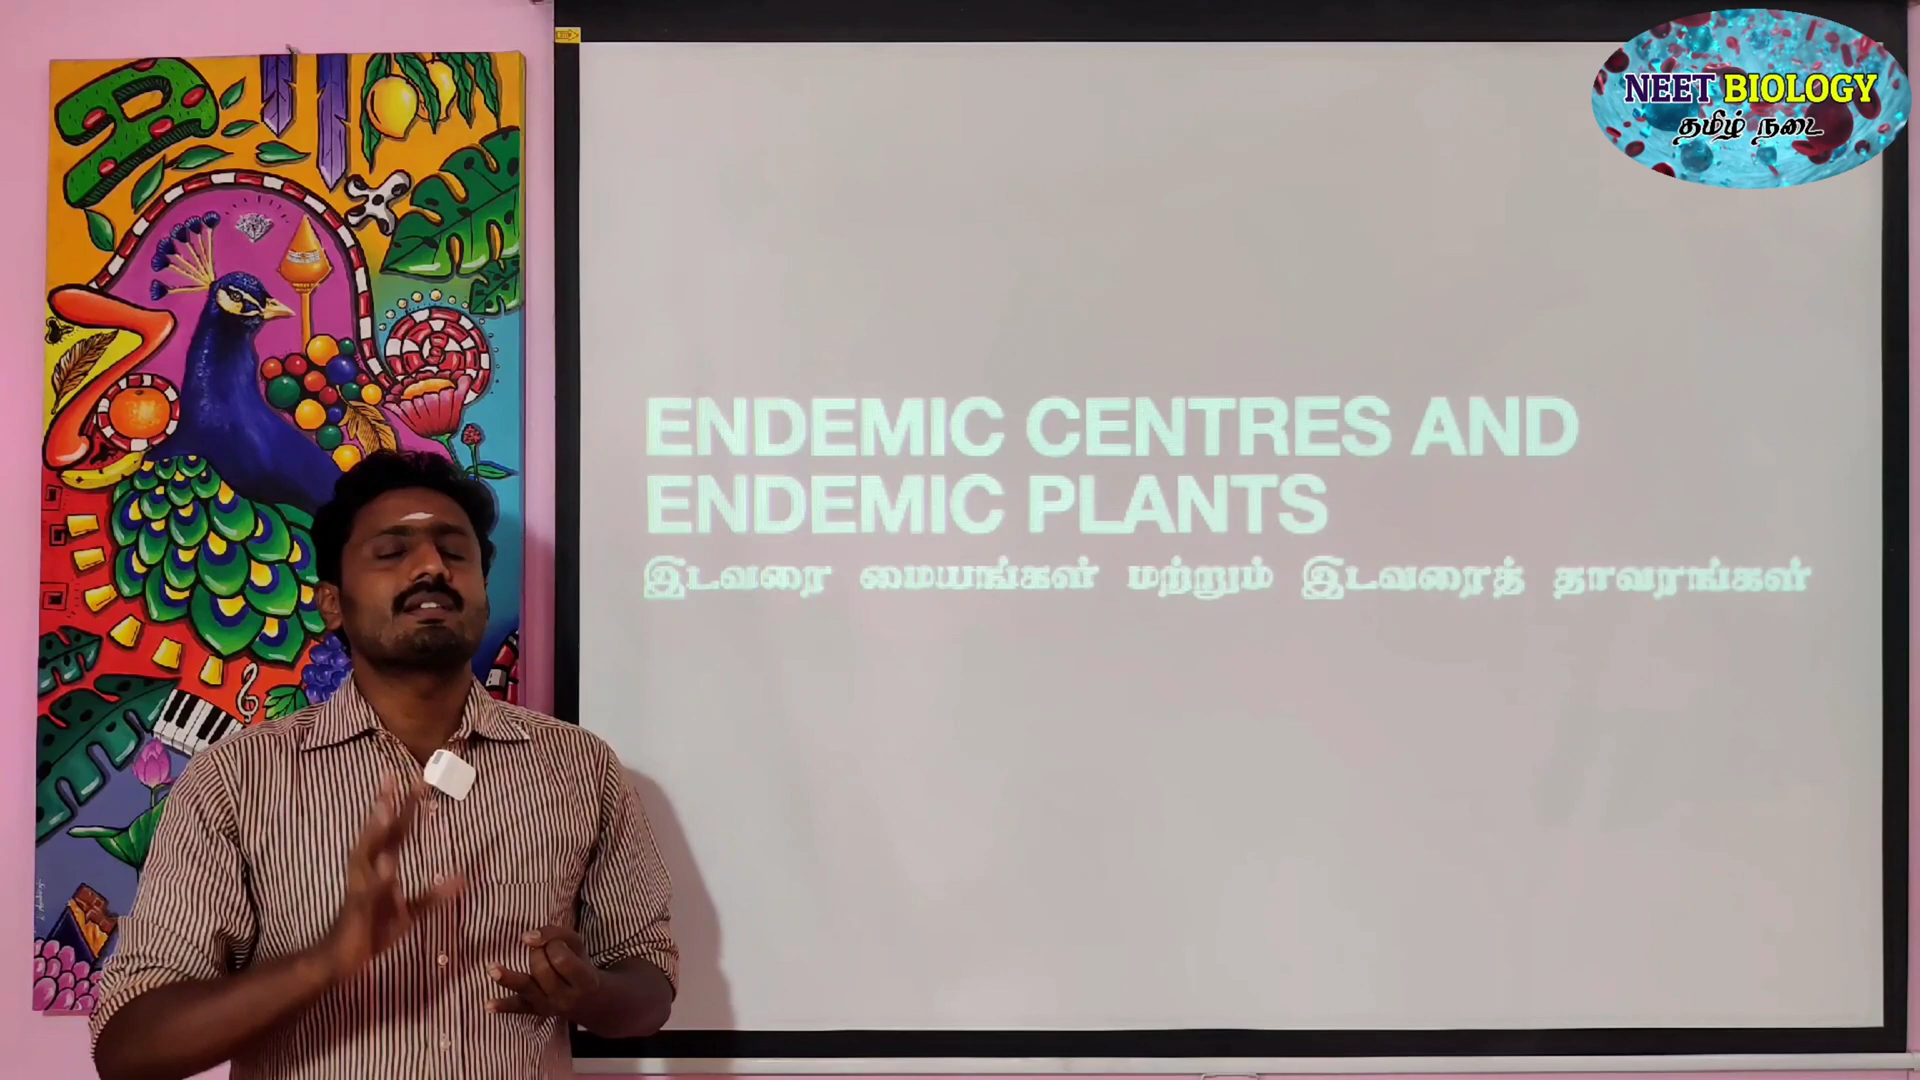 NEET BIOLOGY
தமிழ் நடை
ENDEMIC CENTRES AND
ENDEMIC PLANTS
இடவரை மையங்கள் மற்றும் இடவரைத் தாவரங்கள்